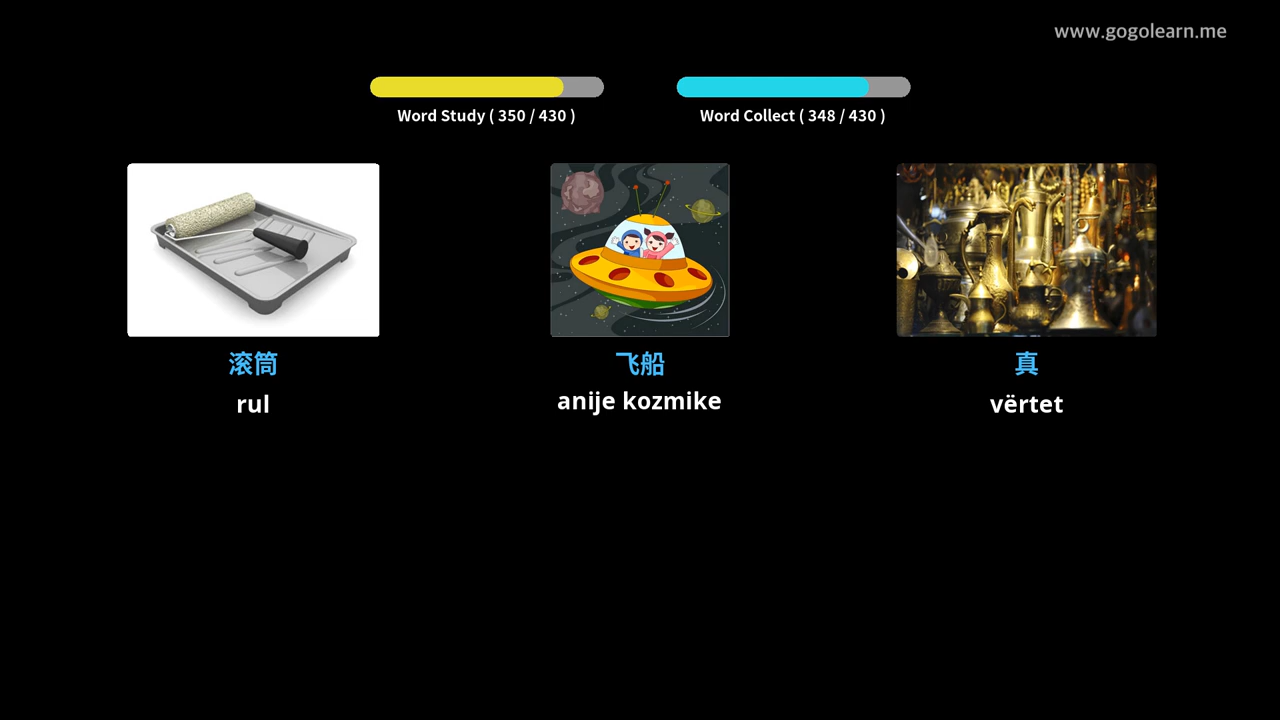 www.gogolearn.me
Word Study ( 350 / 430 )
Word Collect ( 348 / 430 )
滚筒
飞船
真
rul
anije kozmike
vërtet